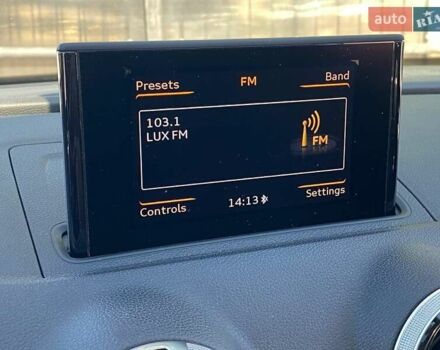 auto RIA
Presets FM Band
103.1
LUX FM
FM
Controls 14:13 Settings